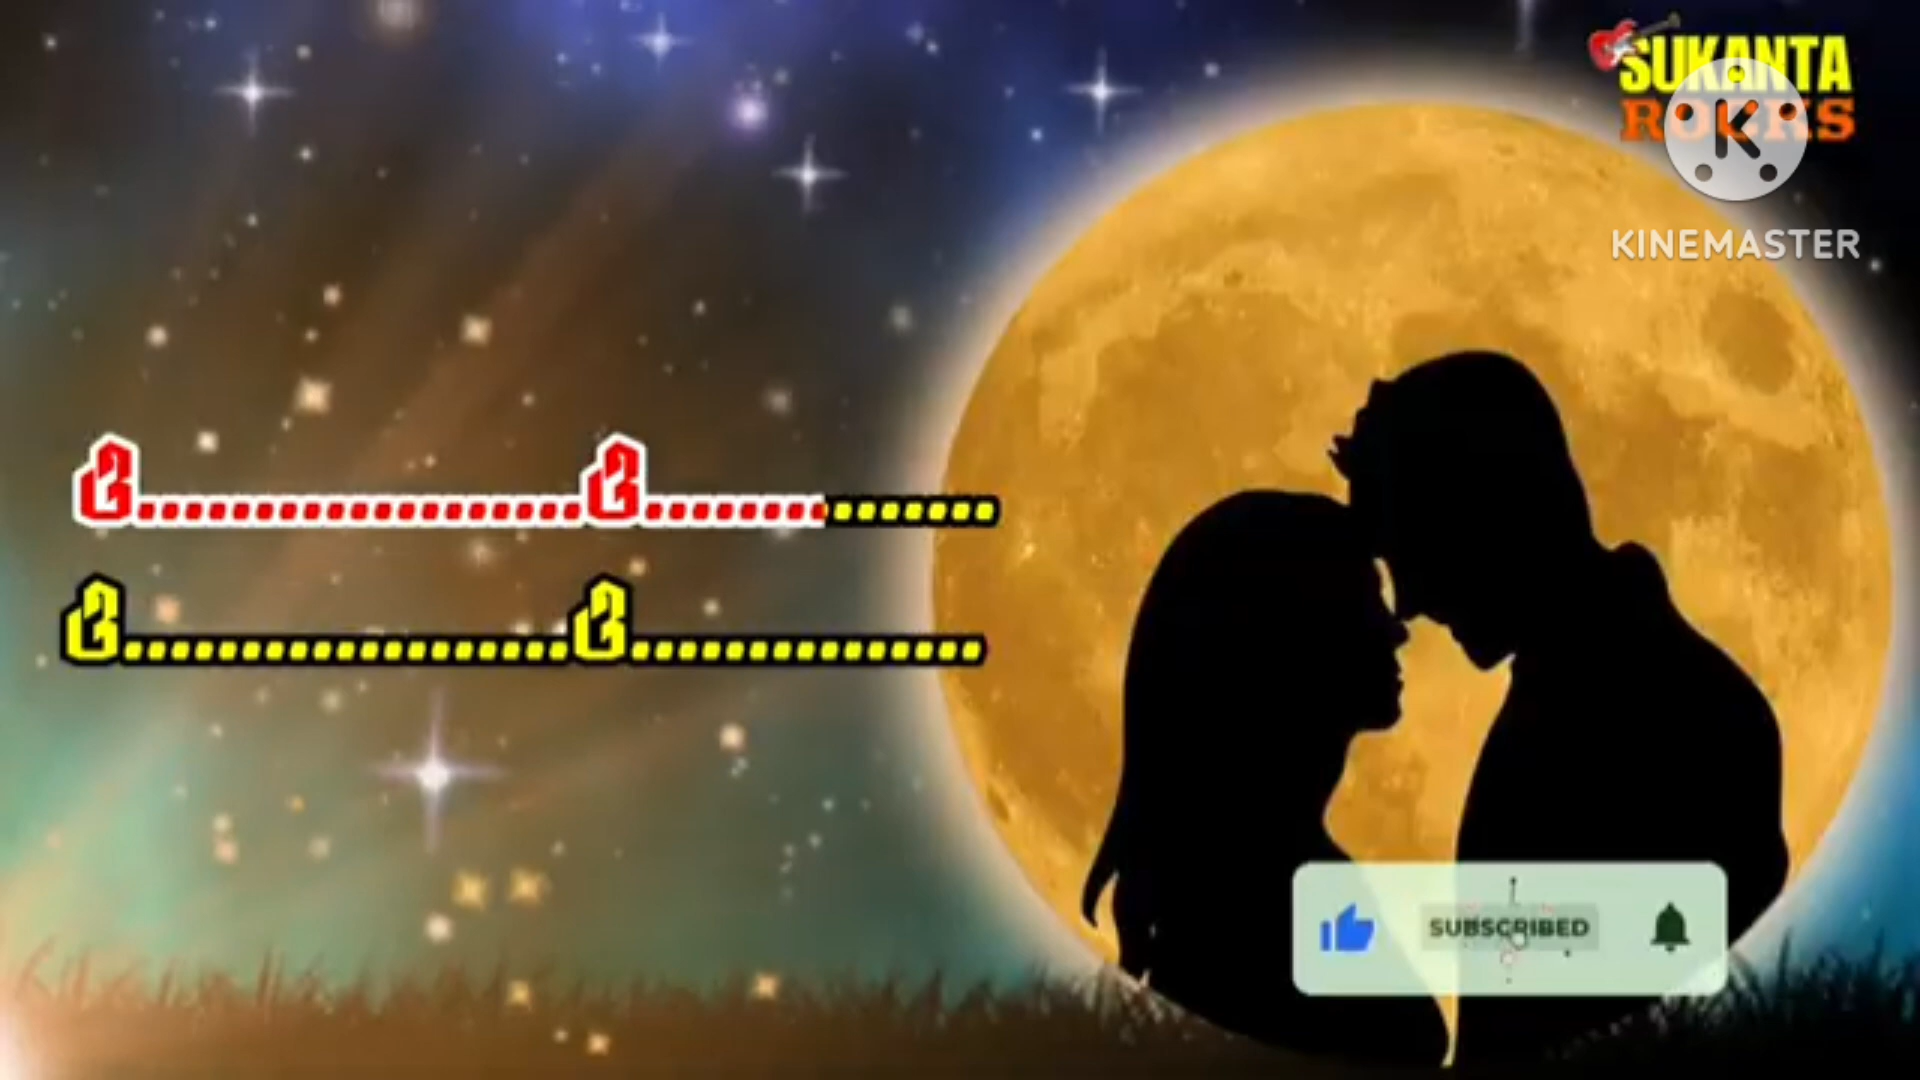 SUKANTA
ROCKS
K
KINEMASTER
ও...................ও...............
ও...................ও...............
SUBSCRIBED